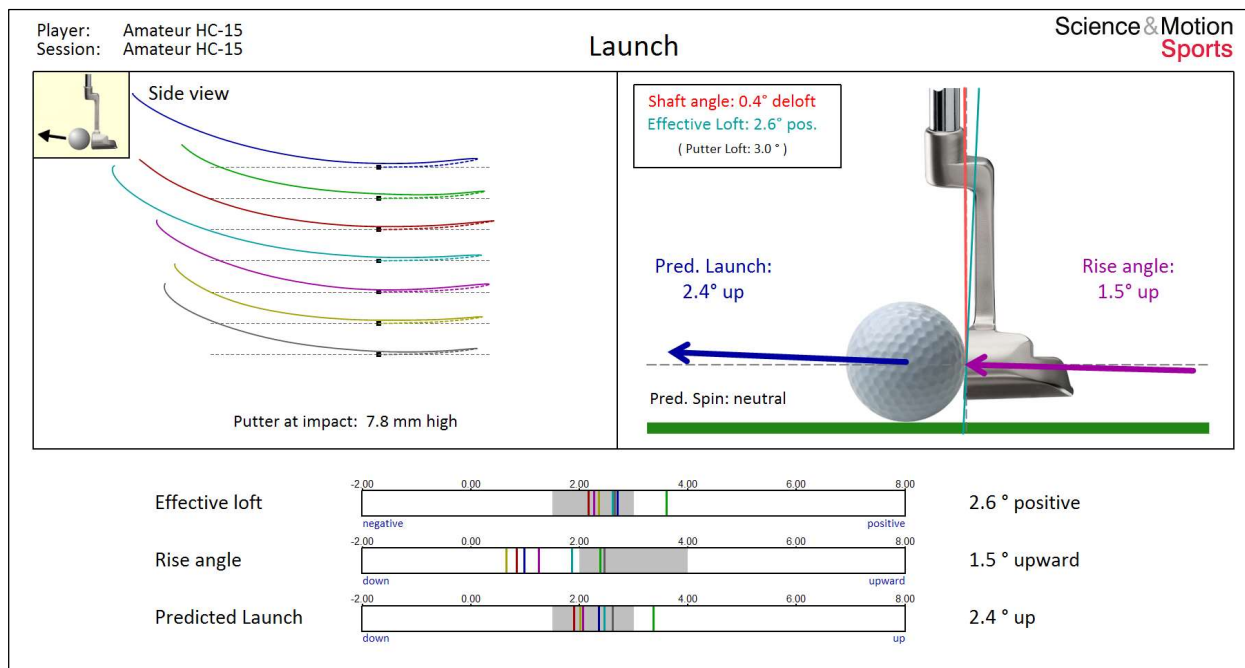 Player: Amateur HC-15
Session: Amateur HC-15
Launch
Science&Motion
Sports
Side view
Putter at impact: 7.8 mm high
Shaft angle: 0.4° deloft
Effective Loft: 2.6° pos.
( Putter Loft: 3.0 ° )
Pred. Launch:
2.4° up
Rise angle:
1.5° up
Pred. Spin: neutral
-2.00 0.00 2.00 4.00 6.00 8.00
Effective loft 2.6 ° positive
negative positive
-2.00 0.00 2.00 4.00 6.00 8.00
Rise angle 1.5 ° upward
down upward
-2.00 0.00 2.00 4.00 6.00 8.00
Predicted Launch 2.4 ° up
down up